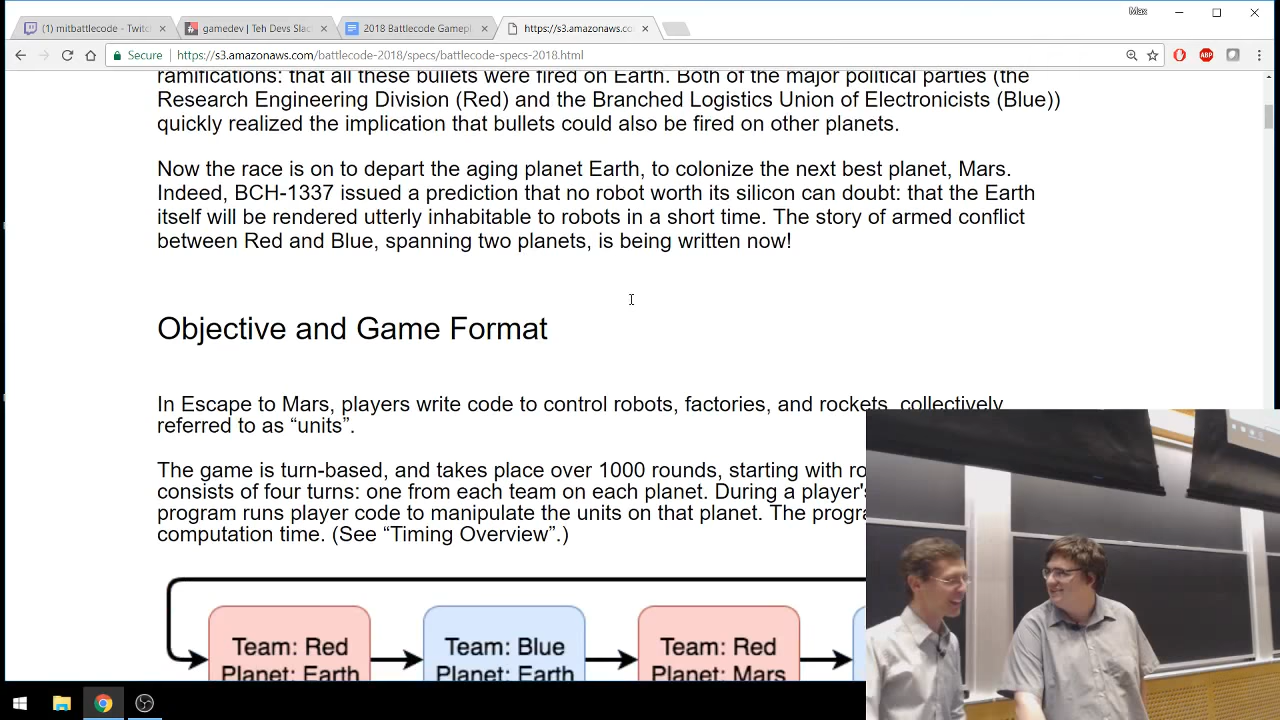 Max
(1) mitbattlecode - Twitch
gamedev | Teh Devs Slac
2018 Battlecode Gamepl
https://s3.amazonaws.co
Secure
https://s3.amazonaws.com/battlecode-2018/specs/battlecode-specs-2018.html
ABP
ramifications: that all these bullets were fired on Earth. Both of the major political parties (the
Research Engineering Division (Red) and the Branched Logistics Union of Electronicists (Blue))
quickly realized the implication that bullets could also be fired on other planets.
Now the race is on to depart the aging planet Earth, to colonize the next best planet, Mars.
Indeed, BCH-1337 issued a prediction that no robot worth its silicon can doubt: that the Earth
itself will be rendered utterly inhabitable to robots in a short time. The story of armed conflict
between Red and Blue, spanning two planets, is being written now!
Objective and Game Format
In Escape to Mars, players write code to control robots, factories, and rockets, collectively
referred to as “units”.
The game is turn-based, and takes place over 1000 rounds, starting with ro
consists of four turns: one from each team on each planet. During a player's
program runs player code to manipulate the units on that planet. The progra
computation time. (See “Timing Overview”.)
Team: Red
Planet: Earth
Team: Blue
Planet: Earth
Team: Red
Planet: Mars